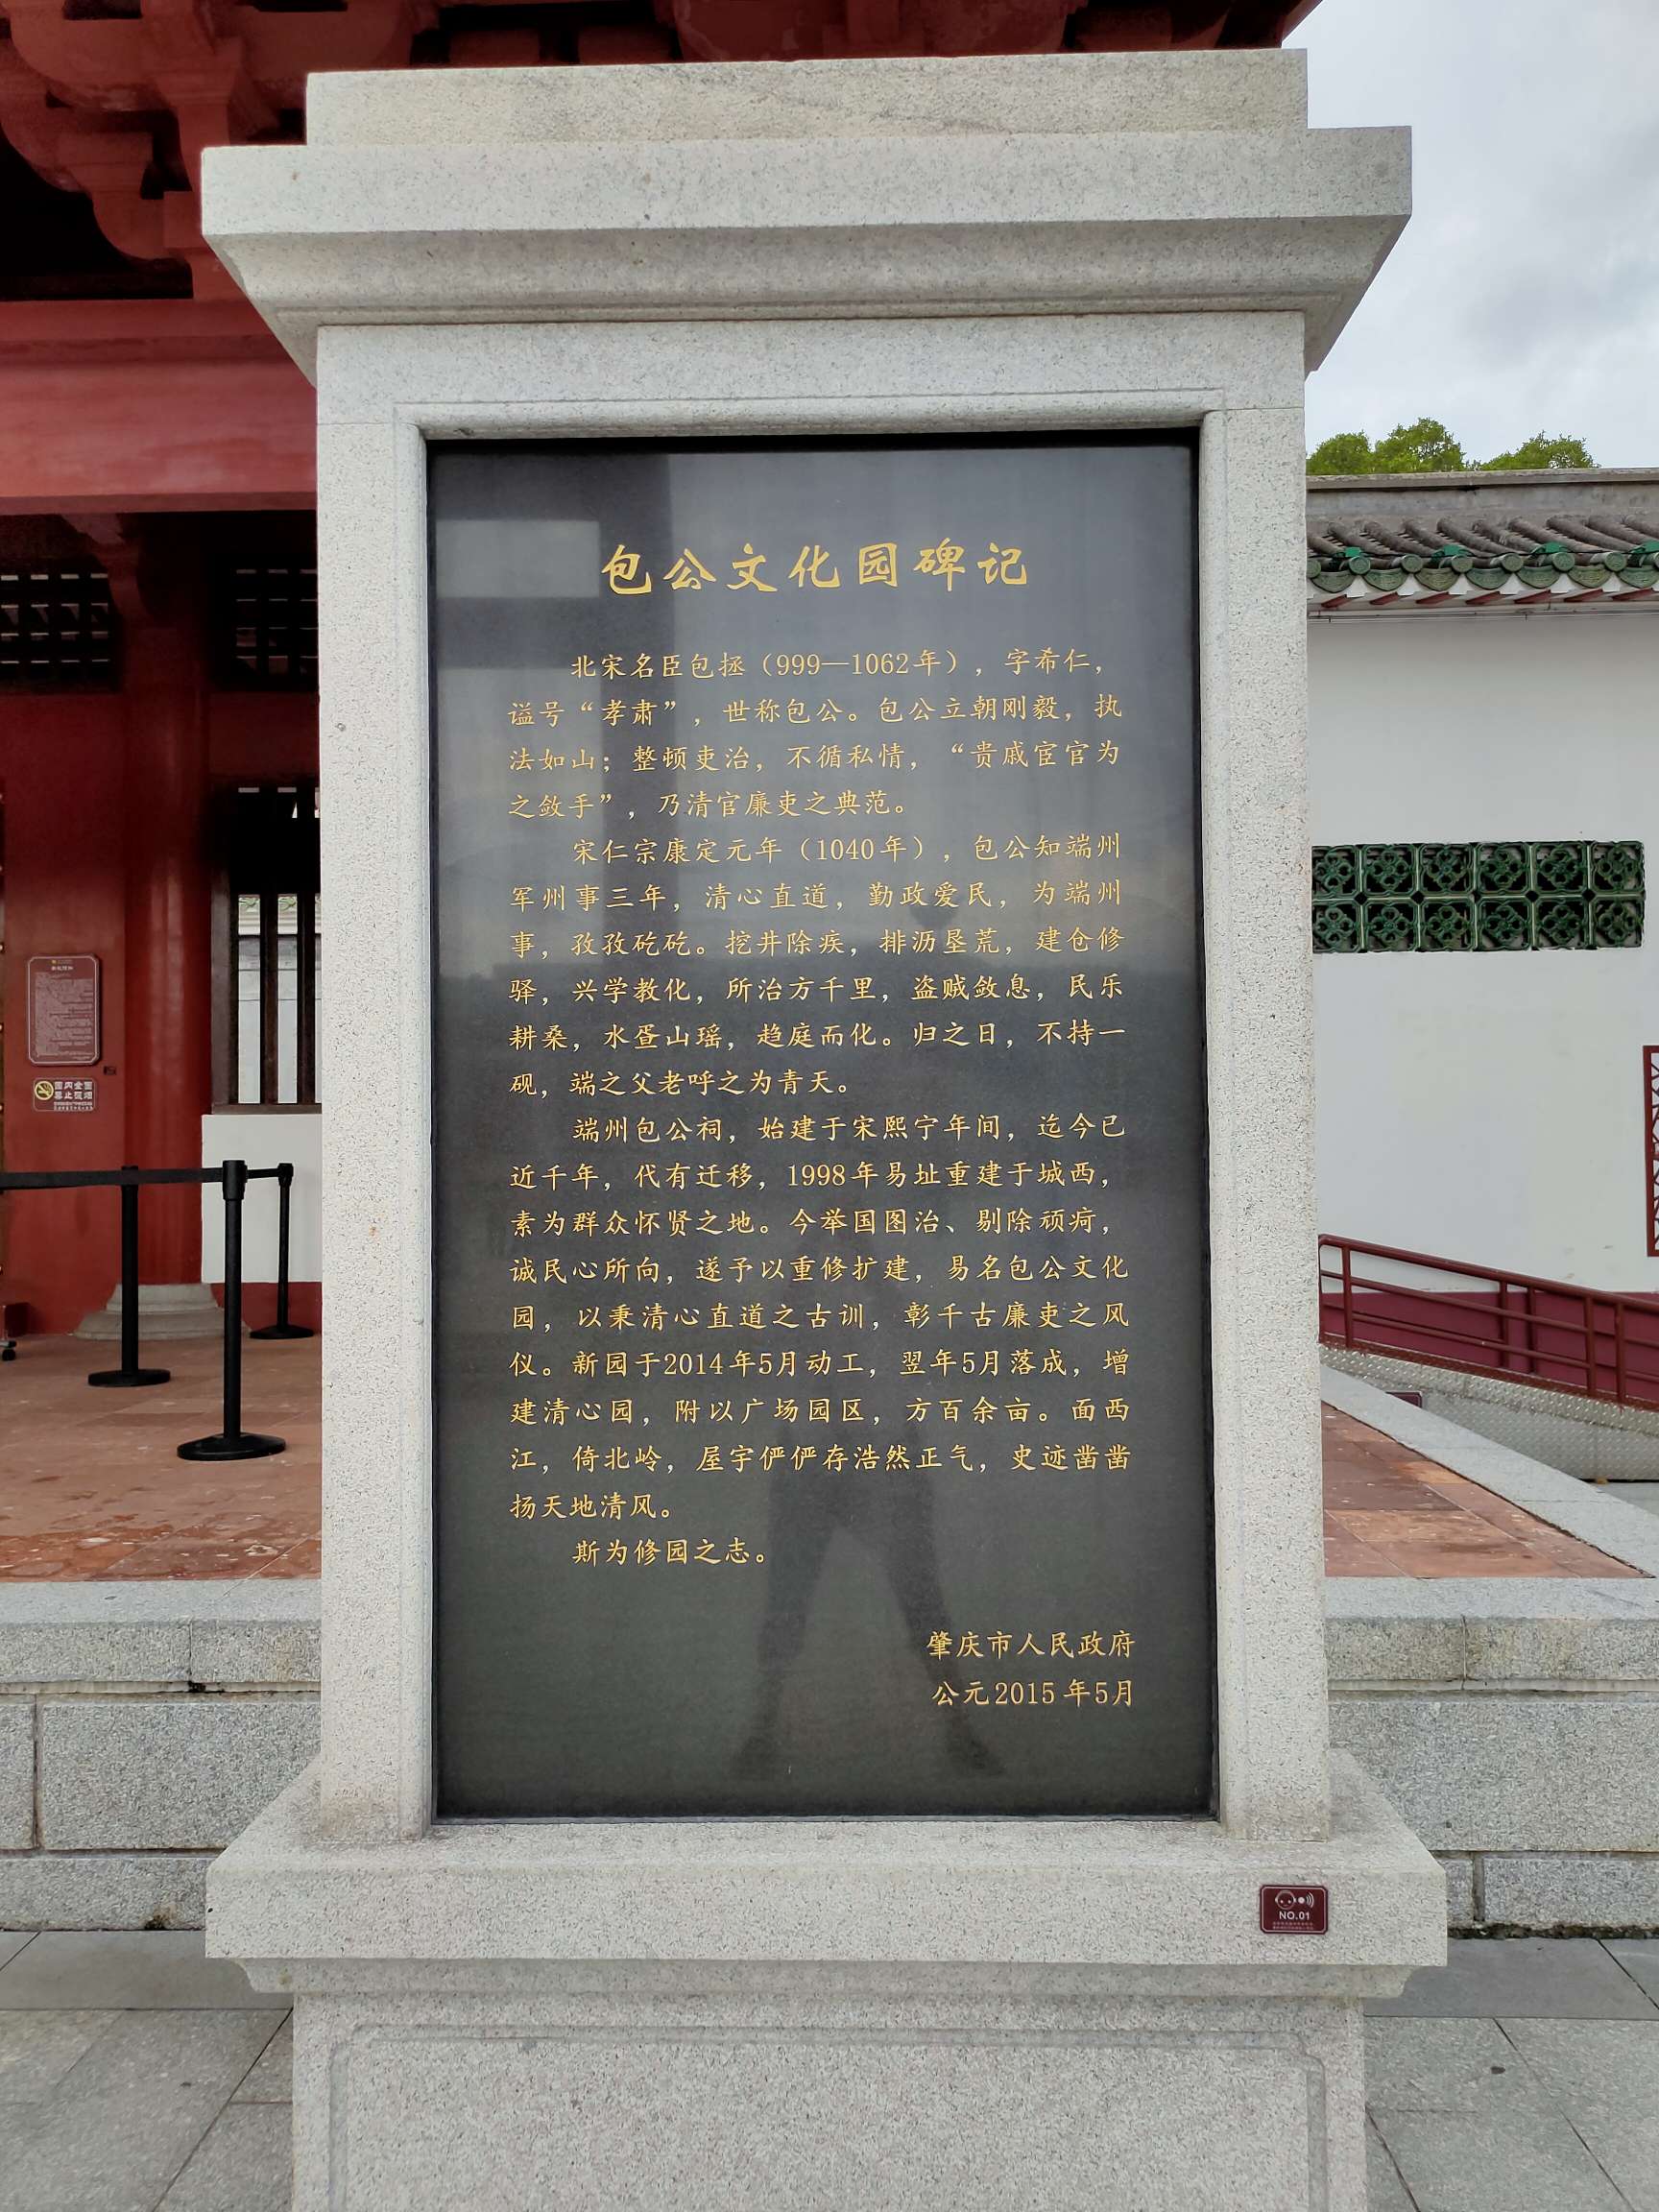 包公文化园碑记
北宋名臣包拯（999—1062年），字希仁，
谥号“孝肃”，世称包公。包公立朝刚毅，执
法如山；整顿吏治，不循私情，“贵戚宦官为
之敛手”，乃清官廉吏之典范。
宋仁宗康定元年（1040年），包公知端州
军州事三年，清心直道，勤政爱民，为端州
事，孜孜矻矻。挖井除疾，排沥垦荒，建仓修
驿，兴学教化，所治方千里，盗贼敛息，民乐
耕桑，水疍山瑶，趋庭而化。归之日，不持一
砚，端之父老呼之为青天。
端州包公祠，始建于宋熙宁年间，迄今已
近千年，代有迁移，1998年易址重建于城西，
素为群众怀贤之地。今举国图治、剔除顽疴，
诚民心所向，遂予以重修扩建，易名包公文化
园，以秉清心直道之古训，彰千古廉吏之风
仪。新园于2014年5月动工，翌年5月落成，增
建清心园，附以广场园区，方百余亩。面西
江，倚北岭，屋宇俨俨存浩然正气，史迹凿凿
扬天地清风。
斯为修园之志。
肇庆市人民政府
公元2015年5月
NO.01
园内全面
禁止吸烟